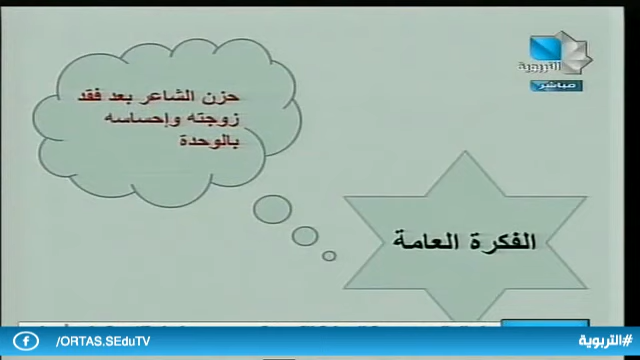 التربوية
مباشر
حزن الشاعر بعد فقد
زوجته وإحساسه
بالوحدة
الفكرة العامة
/ORTAS.SEduTV
#التربوية